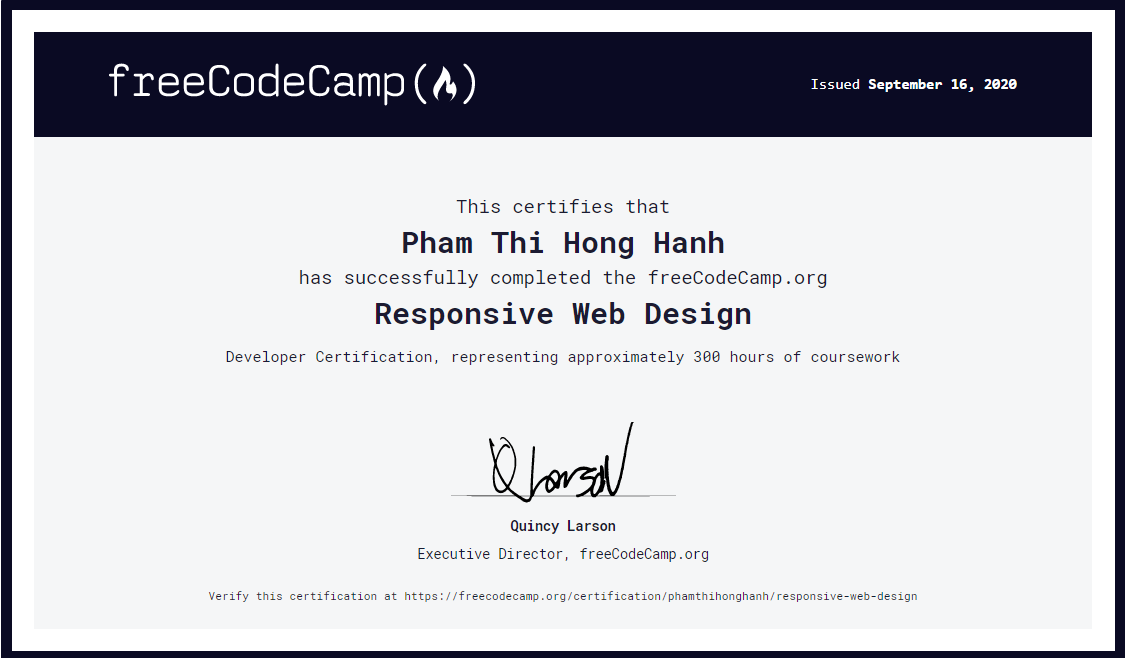 freeCodeCamp
Issued September 16, 2020
This certifies that
Pham Thi Hong Hanh
has successfully completed the freeCodeCamp.org
Responsive Web Design
Developer Certification, representing approximately 300 hours of coursework
Q Larson
Quincy Larson
Executive Director, freeCodeCamp.org
Verify this certification at https://freecodecamp.org/certification/phamthihonghanh/responsive-web-design